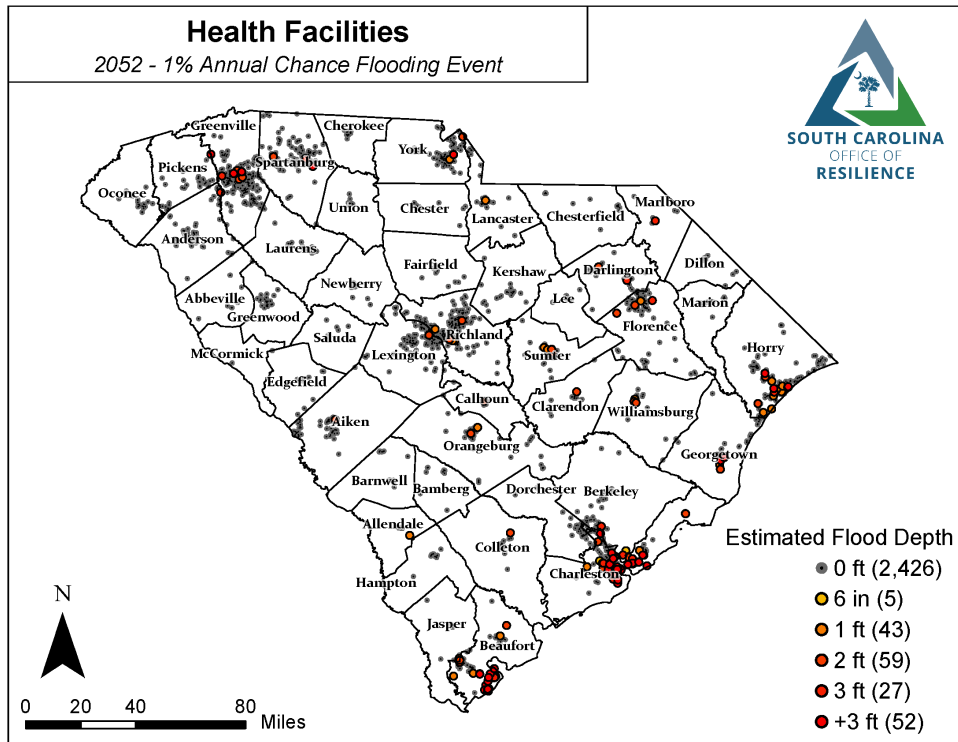 Health Facilities
2052 - 1% Annual Chance Flooding Event
SOUTH CAROLINA
OFFICE OF
RESILIENCE
Greenville
Cherokee
York
Pickens
Spartanburg
Oconee
Union
Chester
Lancaster
Chesterfield
Marlboro
Anderson
Laurens
Fairfield
Kershaw
Darlington
Dillon
Abbeville
Newberry
Lee
Marion
Greenwood
Florence
Saluda
Richland
McCormick
Lexington
Sumter
Horry
Edgefield
Calhoun
Clarendon
Williamsburg
Aiken
Orangeburg
Georgetown
Barnwell
Bamberg
Dorchester
Berkeley
Allendale
Colleton
Charleston
Hampton
Jasper
Beaufort
Estimated Flood Depth
0 ft (2,426)
6 in (5)
1 ft (43)
2 ft (59)
3 ft (27)
+3 ft (52)
N
0 20 40 80
Miles